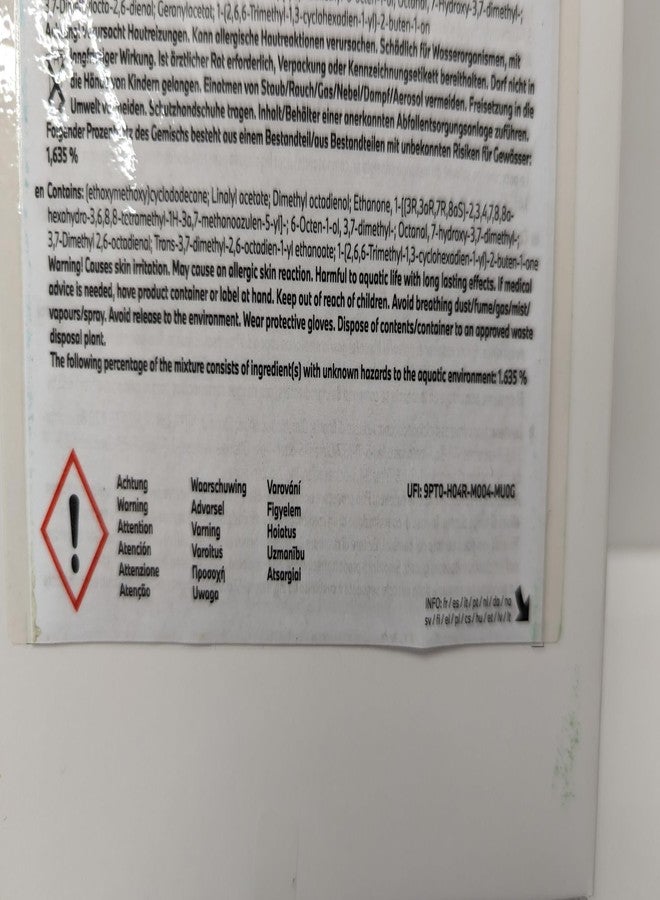 3,7-Dimethylocta-2,6-dienol; Geranylacetat; 1-(2,6,6-Trimethyl-1,3-cyclohexadien-1-yl)-2-buten-1-on
Achtung! Verursacht Hautreizungen. Kann allergische Hautreaktionen verursachen. Schädlich für Wasserorganismen, mit
langfristiger Wirkung. Ist ärztlicher Rat erforderlich, Verpackung oder Kennzeichnungsetikett bereithalten. Darf nicht in
die Hände von Kindern gelangen. Einatmen von Staub/Rauch/Gas/Nebel/Dampf/Aerosol vermeiden. Freisetzung in die
Umwelt vermeiden. Schutzhandschuhe tragen. Inhalt/Behälter einer anerkannten Abfallentsorgungsanlage zuführen.
Folgender Prozentsatz des Gemischs besteht aus einem Bestandteil/aus Bestandteilen mit unbekannten Risiken für Gewässer:
1,635 %
en Contains: (ethoxymethoxy)cyclododecane; Linalyl acetate; Dimethyl octadienol; Ethanone, 1-[(3R,3aR,7R,8aS)-2,3,4,7,8,8a-
hexahydro-3,6,8,8-tetramethyl-1H-3a,7-methanoazulen-5-yl]-; 6-Octen-1-ol, 3,7-dimethyl-; Octanal, 7-hydroxy-3,7-dimethyl-;
3,7-Dimethyl 2,6-octadienal; Trans-3,7-dimethyl-2,6-octadien-1-yl ethanoate; 1-(2,6,6-Trimethyl-1,3-cyclohexadien-1-yl)-2-buten-1-one
Warning! Causes skin irritation. May cause an allergic skin reaction. Harmful to aquatic life with long lasting effects. If medical
advice is needed, have product container or label at hand. Keep out of reach of children. Avoid breathing dust/fume/gas/mist/
vapours/spray. Avoid release to the environment. Wear protective gloves. Dispose of contents/container to an approved waste
disposal plant.
The following percentage of the mixture consists of ingredient(s) with unknown hazards to the aquatic environment: 1.635 %
Achtung Waarschuwing Varování UFI: 9PT0-H04R-M004-MU0G
Warning Advarsel Figyelem
Attention Varning Hoiatus
Atención Varoitus Uzmanību
Attenzione Προσοχή Atsargiai
Atenção Uwaga
INFO: fr / es / it / pt / nl / da / no
sv / fi / el / pl / cs / hu / et / lv / lt